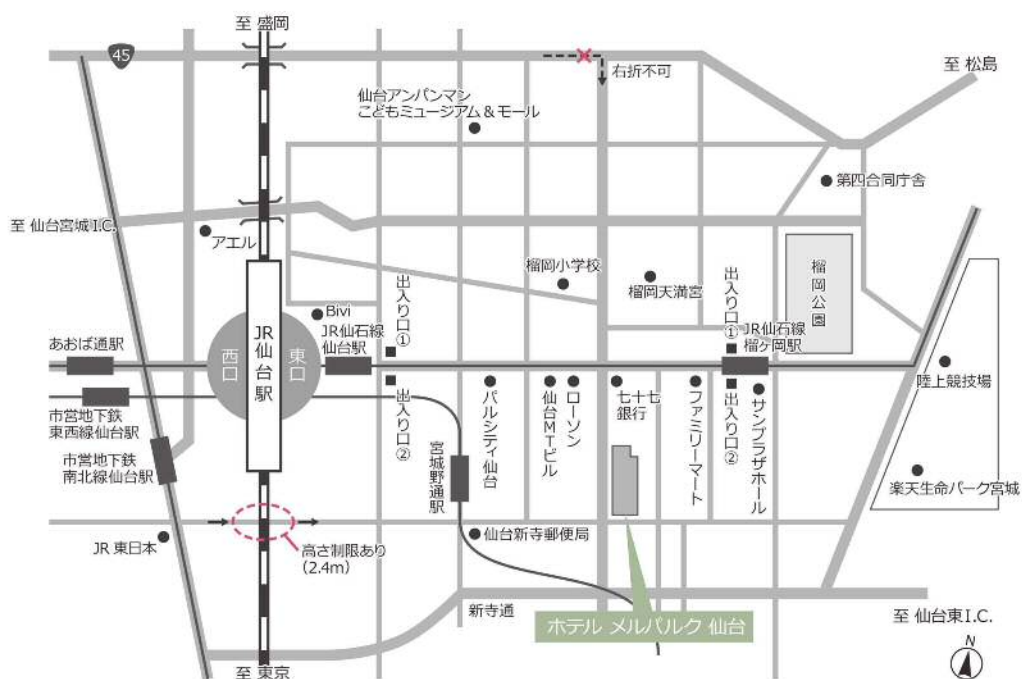 至 盛岡
45
右折不可
至 松島
仙台アンパンマン
こどもミュージアム&モール
第四合同庁舎
至 仙台宮城I.C.
アエル
榴岡小学校
榴岡天満宮
榴岡公園
Bivi
JR仙石線
仙台駅
出入り口①
出入り口①
JR仙石線
榴ヶ岡駅
あおば通駅
西口
JR仙台駅
東口
陸上競技場
市営地下鉄
東西線仙台駅
市営地下鉄
南北線仙台駅
出入り口②
宮城野通駅
パルシティ仙台
仙台MTビル
ローソン
七十七
銀行
ファミリーマート
出入り口②
サンプラザホール
楽天生命パーク宮城
JR 東日本
高さ制限あり
(2.4m)
仙台新寺郵便局
新寺通
ホテル メルパルク 仙台
至 仙台東I.C.
至 東京
N